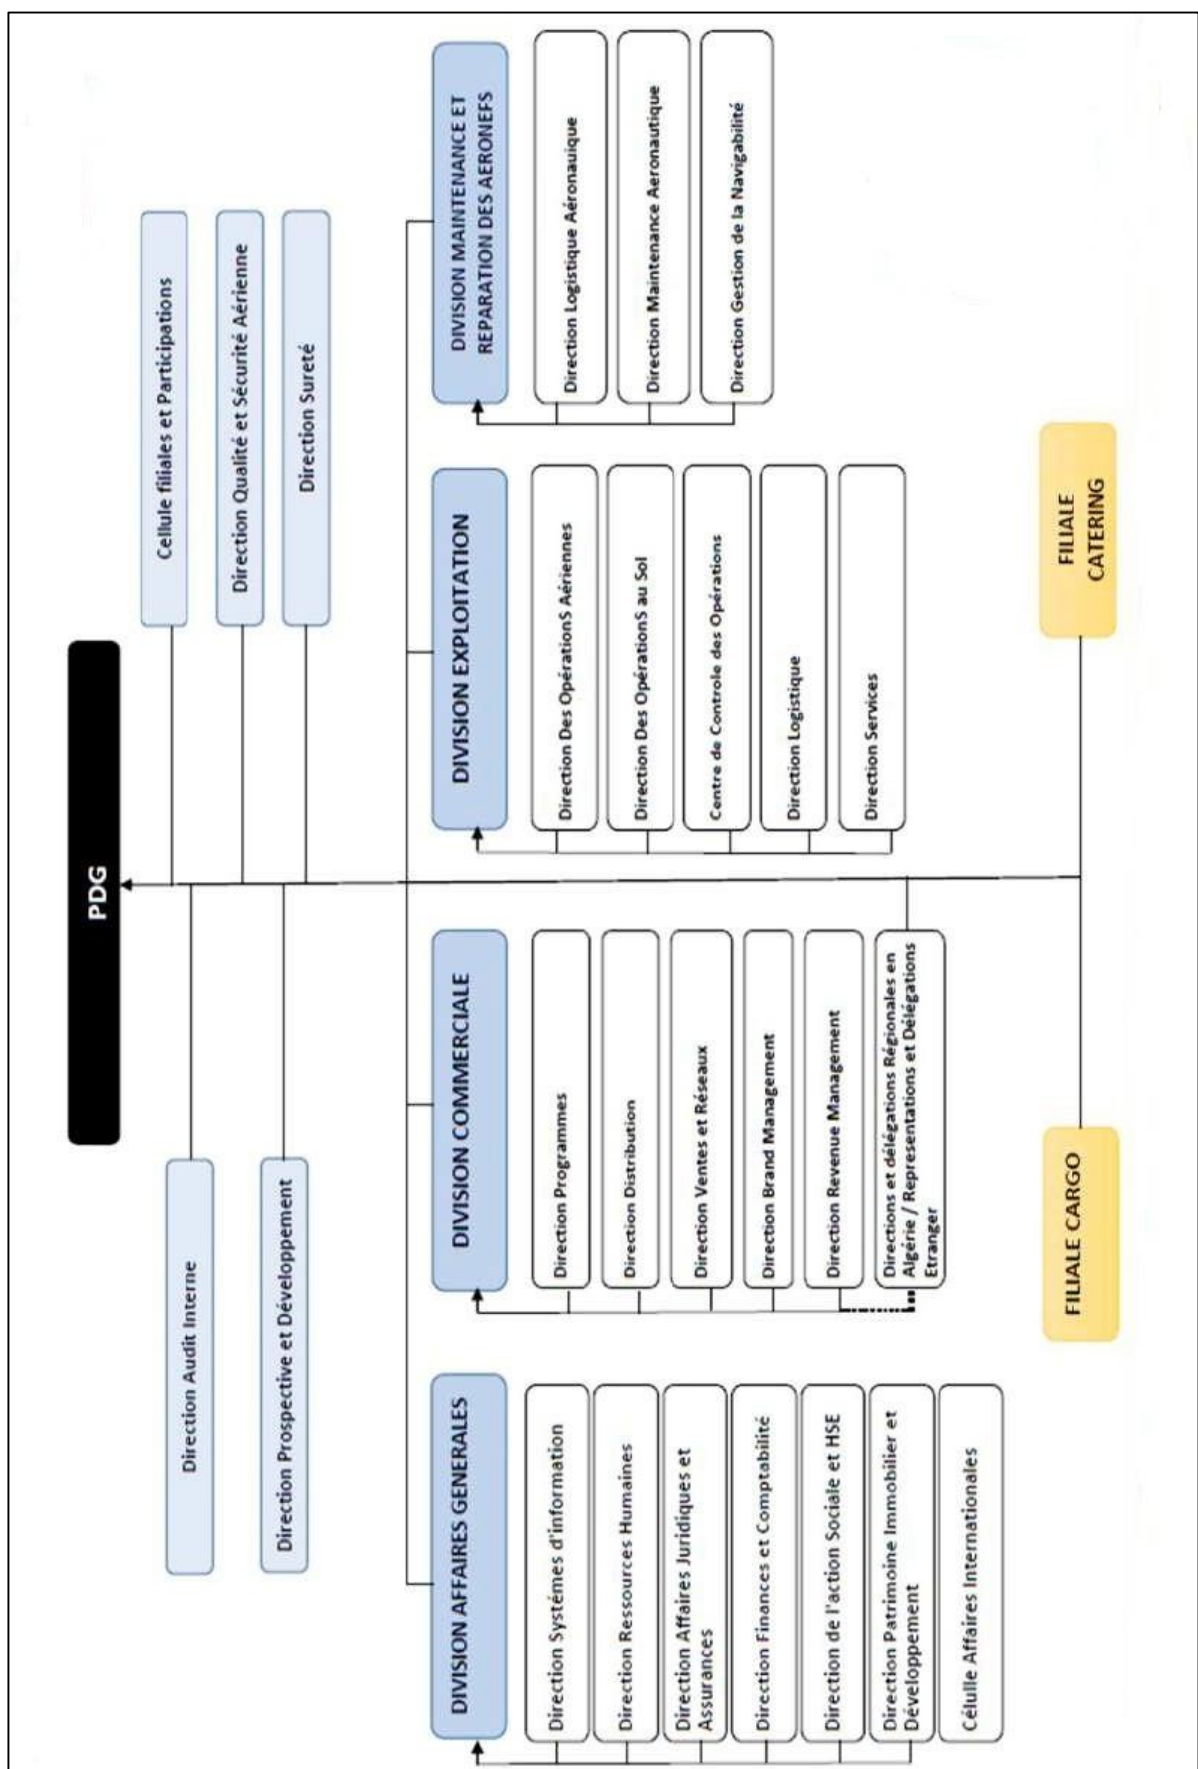 PDG
Direction Audit Interne
Direction Prospective et Développement
Cellule filiales et Participations
Direction Qualité et Sécurité Aérienne
Direction Sureté
DIVISION AFFAIRES GENERALES
Direction Systémes d'information
Direction Ressources Humaines
Direction Affaires Juridiques et
Assurances
Direction Finances et Comptabilité
Direction de l'action Sociale et HSE
Direction Patrimoine Immobilier et
Développement
Célulle Affaires Internationales
DIVISION COMMERCIALE
Direction Programmes
Direction Distribution
Direction Ventes et Réseaux
Direction Brand Management
Direction Revenue Management
Directions et délégations Régionales en
Algérie / Representations et Délégations
Etranger
DIVISION EXPLOITATION
Direction Des OpérationS Aériennes
Direction Des OpérationS au Sol
Centre de Controle des Opérations
Direction Logistique
Direction Services
DIVISION MAINTENANCE ET
REPARATION DES AERONEFS
Direction Logistique Aéronauique
Direction Maintenance Aeronautique
Direction Gestion de la Navigabilité
FILIALE CARGO
FILIALE
CATERING